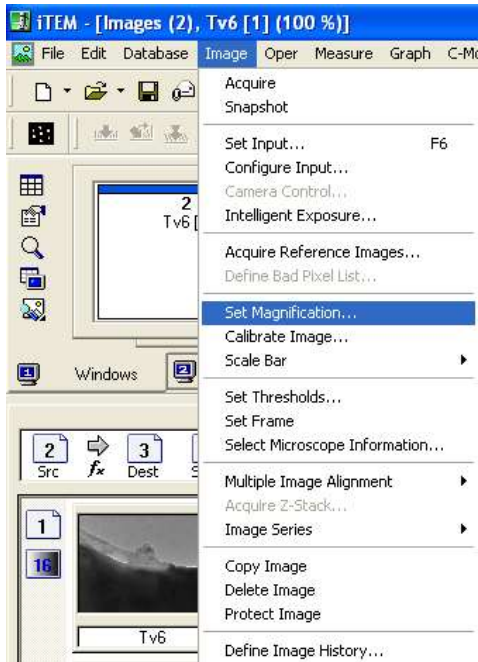 iTEM - [Images (2), Tv6 [1] (100 %)]
File Edit Database Image Oper Measure Graph
Acquire
Snapshot
Set Input... F6
Configure Input...
Camera Control...
Intelligent Exposure...
Acquire Reference Images...
Define Bad Pixel List...
Set Magnification...
Calibrate Image...
Scale Bar
Set Thresholds...
Set Frame
Select Microscope Information...
Multiple Image Alignment
Acquire Z-Stack...
Image Series
Copy Image
Delete Image
Protect Image
Define Image History...
2
Tv6 [
1 Windows 2
2 3
Src fx Dest S
1
16
Tv6